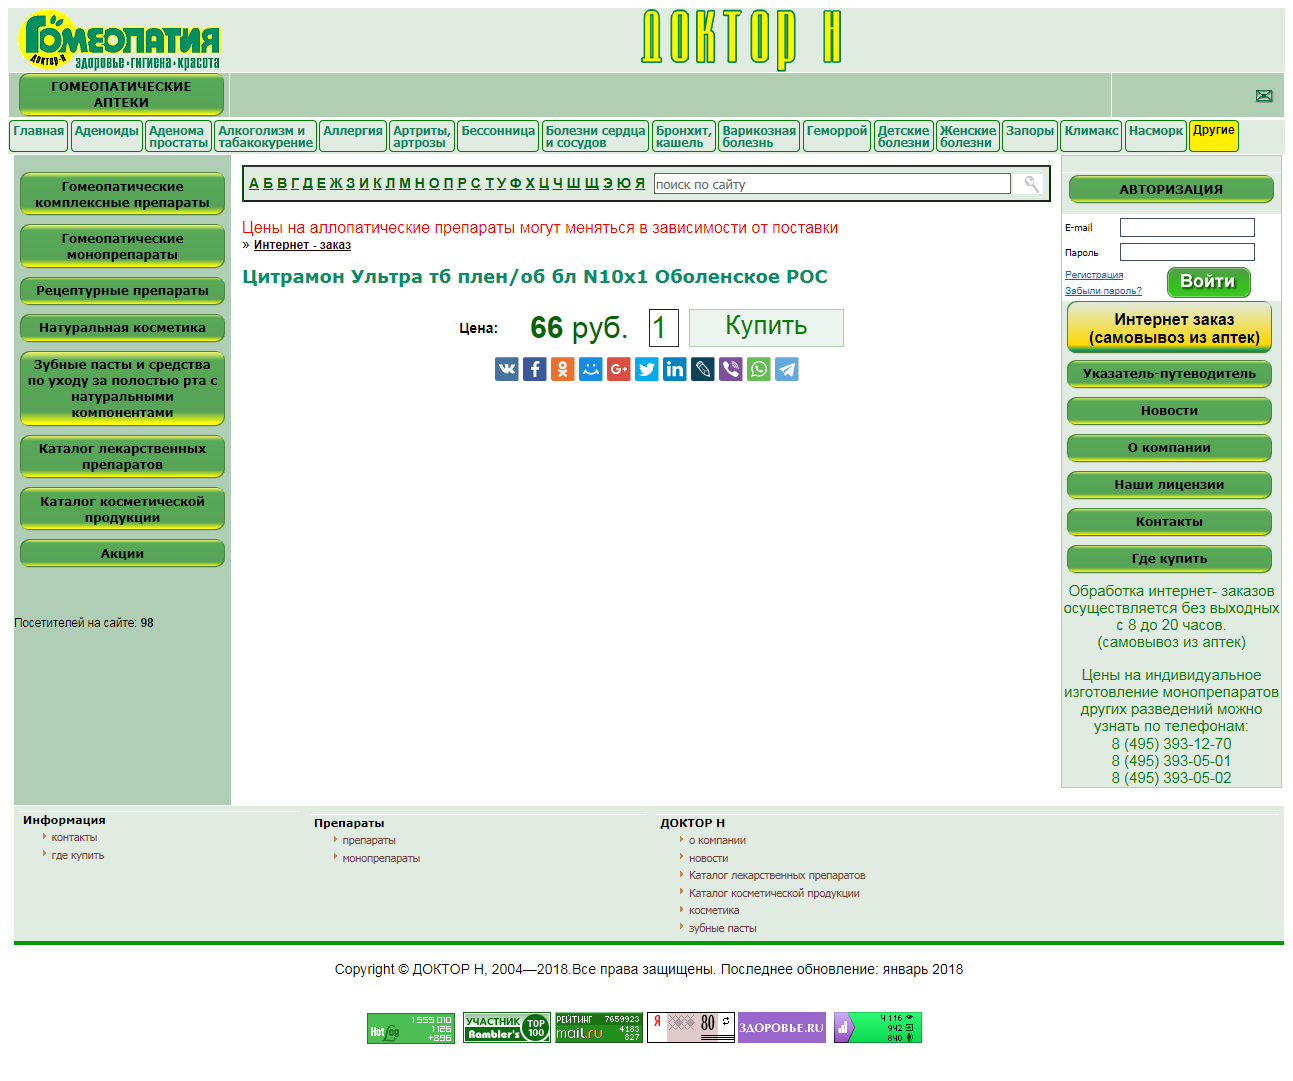 ГОМЕОПАТИЯ
ДОКТОР-Н
здоровье•гигиена•красота
ДОКТОР Н
ГОМЕОПАТИЧЕСКИЕ
АПТЕКИ
Главная
Аденоиды
Аденома
простаты
Алкоголизм и
табакокурение
Аллергия
Артриты,
артрозы
Бессонница
Болезни сердца
и сосудов
Бронхит,
кашель
Варикозная
болезнь
Геморрой
Детские
болезни
Женские
болезни
Запоры
Климакс
Насморк
Другие
Гомеопатические
комплексные препараты
Гомеопатические
монопрепараты
Рецептурные препараты
Натуральная косметика
Зубные пасты и средства
по уходу за полостью рта с
натуральными
компонентами
Каталог лекарственных
препаратов
Каталог косметической
продукции
Акции
Посетителей на сайте: 98
А Б В Г Д Е Ж З И К Л М Н О П Р С Т У Ф Х Ц Ч Ш Щ Э Ю Я
поиск по сайту
Цены на аллопатические препараты могут меняться в зависимости от поставки
» Интернет - заказ
Цитрамон Ультра тб плен/об бл N10x1 Оболенское РОС
Цена: 66 руб. 1 Купить
АВТОРИЗАЦИЯ
E-mail
Пароль
Регистрация
Забыли пароль?
Войти
Интернет заказ
(самовывоз из аптек)
Указатель-путеводитель
Новости
О компании
Наши лицензии
Контакты
Где купить
Обработка интернет- заказов
осуществляется без выходных
с 8 до 20 часов.
(самовывоз из аптек)
Цены на индивидуальное
изготовление монопрепаратов
других разведений можно
узнать по телефонам:
8 (495) 393-12-70
8 (495) 393-05-01
8 (495) 393-05-02
Информация
контакты
где купить
Препараты
препараты
монопрепараты
ДОКТОР Н
о компании
новости
Каталог лекарственных препаратов
Каталог косметической продукции
косметика
зубные пасты
Copyright © ДОКТОР Н, 2004—2018.Все права защищены. Последнее обновление: январь 2018
HotLog
1555010
1126
+896
УЧАСТНИК
Rambler's
TOP
100
РЕЙТИНГ 7659923
mail.ru 4183
827
Я 80
ЗДОРОВЬЕ.RU
4 116
942
840